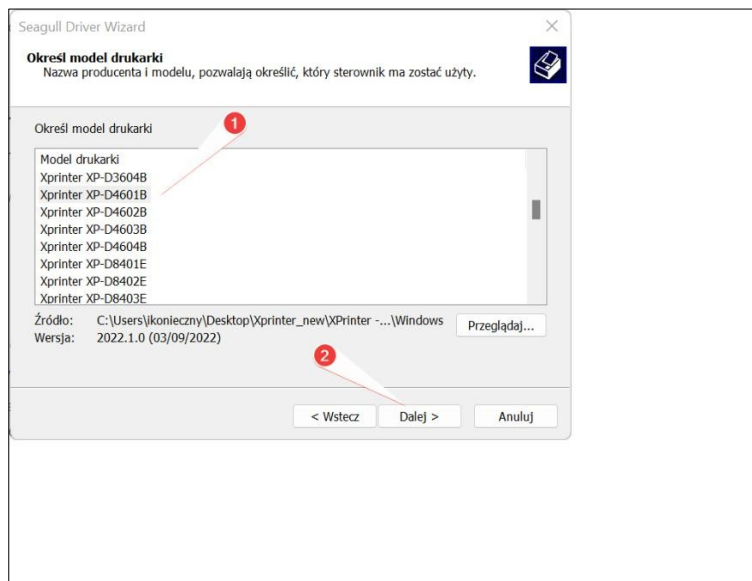 Seagull Driver Wizard
Określ model drukarki
Nazwa producenta i modelu, pozwalają określić, który sterownik ma zostać użyty.
1
Określ model drukarki
Model drukarki
Xprinter XP-D3604B
Xprinter XP-D4601B
Xprinter XP-D4602B
Xprinter XP-D4603B
Xprinter XP-D4604B
Xprinter XP-D8401E
Xprinter XP-D8402E
Xprinter XP-D8403E
Źródło: C:\Users\ikonieczny\Desktop\Xprinter_new\XPrinter -...\Windows
Przeglądaj...
Wersja: 2022.1.0 (03/09/2022)
2
< Wstecz Dalej > Anuluj